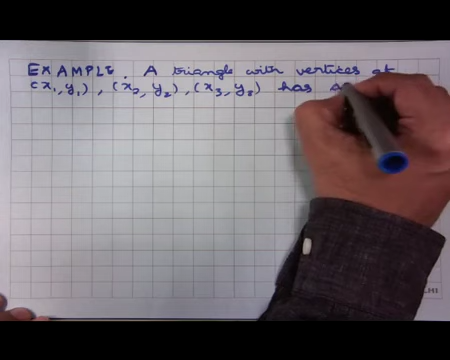 EXAMPLE. A triangle with vertices at
(x₁, y₁), (x₂, y₂), (x₃, y₃) has